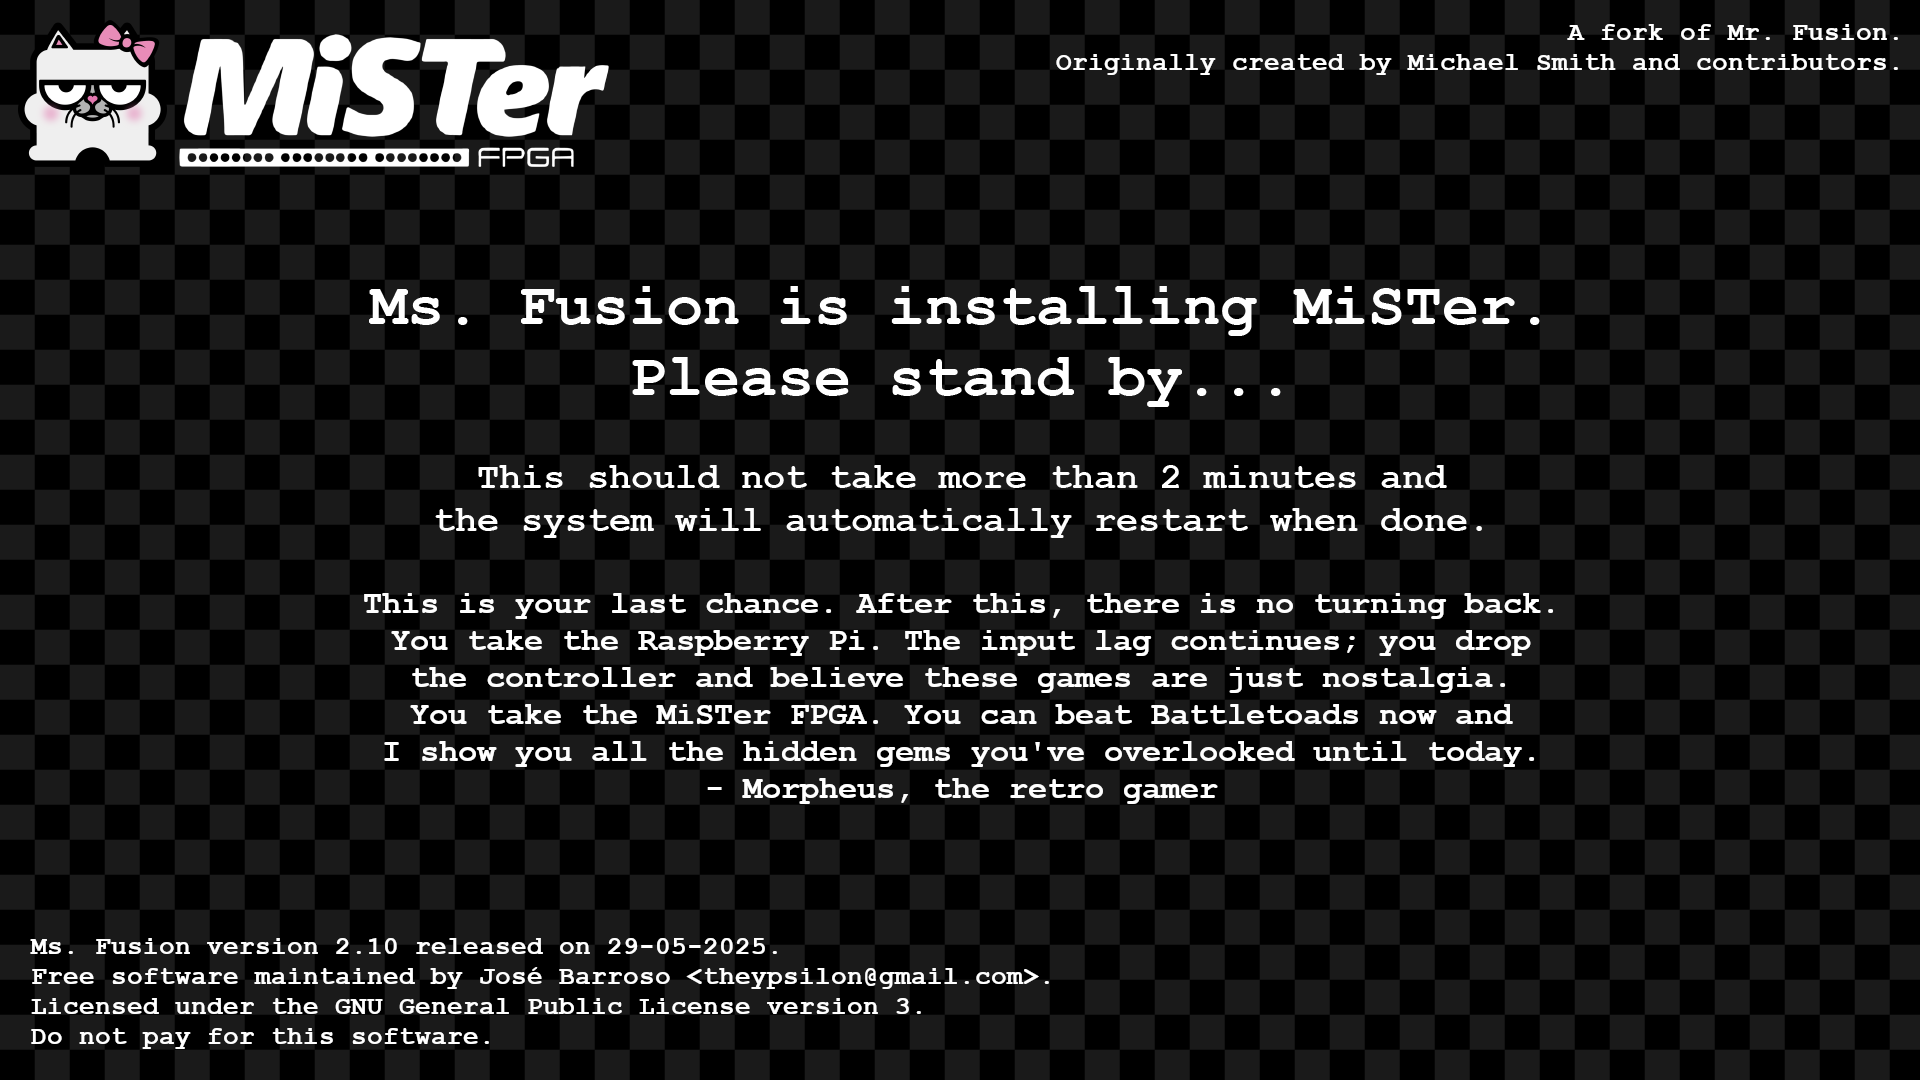 MiSTer
FPGA
A fork of Mr. Fusion.
Originally created by Michael Smith and contributors.
Ms. Fusion is installing MiSTer.
Please stand by...
This should not take more than 2 minutes and
the system will automatically restart when done.
This is your last chance. After this, there is no turning back.
You take the Raspberry Pi. The input lag continues; you drop
the controller and believe these games are just nostalgia.
You take the MiSTer FPGA. You can beat Battletoads now and
I show you all the hidden gems you've overlooked until today.
- Morpheus, the retro gamer
Ms. Fusion version 2.10 released on 29-05-2025.
Free software maintained by José Barroso <theypsilon@gmail.com>.
Licensed under the GNU General Public License version 3.
Do not pay for this software.